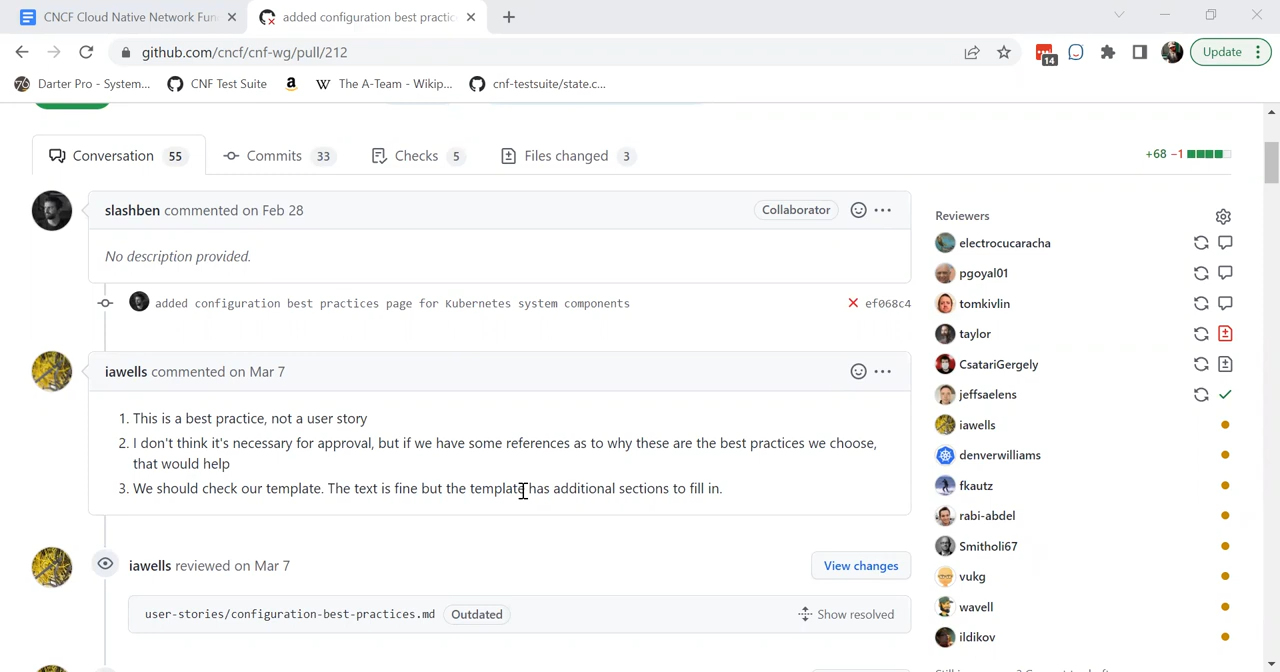 CNCF Cloud Native Network Fun
added configuration best practic
github.com/cncf/cnf-wg/pull/212
14
Update
Darter Pro - System...
CNF Test Suite
The A-Team - Wikip...
cnf-testsuite/state.c...
Conversation 55
Commits 33
Checks 5
Files changed 3
+68 −1
slashben commented on Feb 28
Collaborator
No description provided.
added configuration best practices page for Kubernetes system components
ef068c4
iawells commented on Mar 7
1. This is a best practice, not a user story
2. I don't think it's nessary for approval, but if we have some references as to why these are the best practices we choose,
that would help
3. We should check our template. The text is fine but the template has additional sections to fill in.
iawells reviewed on Mar 7
View changes
user-stories/configuration-best-practices.md
Outdated
Show resolved
Reviewers
electrocucaracha
pgoyal01
tomkivlin
taylor
CsatariGergely
jeffsaelens
iawells
denverwilliams
fkautz
rabi-abdel
Smitholi67
vukg
wavell
ildikov